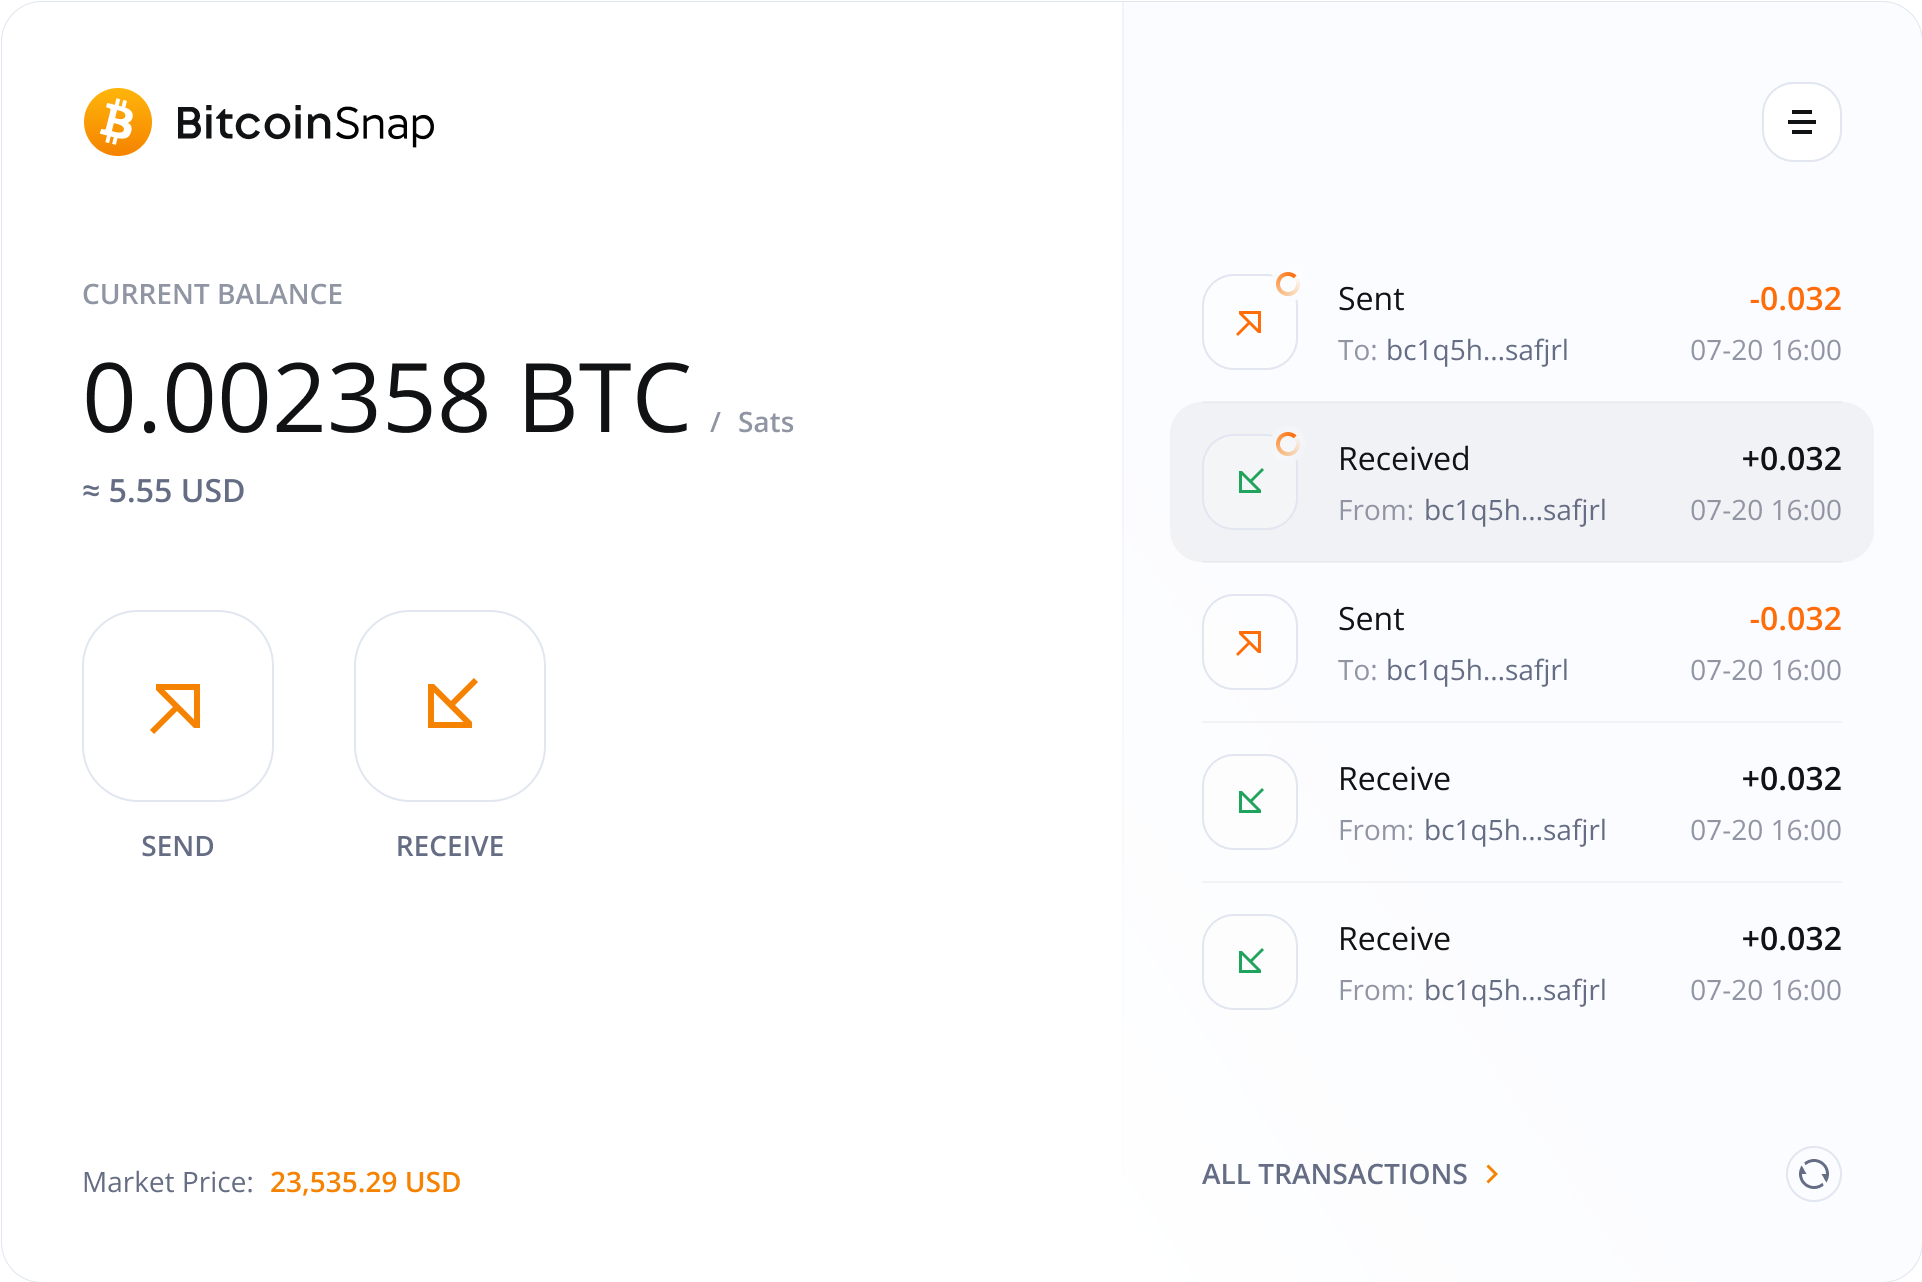 BitcoinSnap
CURRENT BALANCE
0.002358 BTC / Sats
≈ 5.55 USD
SEND
RECEIVE
Market Price: 23,535.29 USD
Sent -0.032
To: bc1q5h...safjrl 07-20 16:00
Received +0.032
From: bc1q5h...safjrl 07-20 16:00
Sent -0.032
To: bc1q5h...safjrl 07-20 16:00
Receive +0.032
From: bc1q5h...safjrl 07-20 16:00
Receive +0.032
From: bc1q5h...safjrl 07-20 16:00
ALL TRANSACTIONS